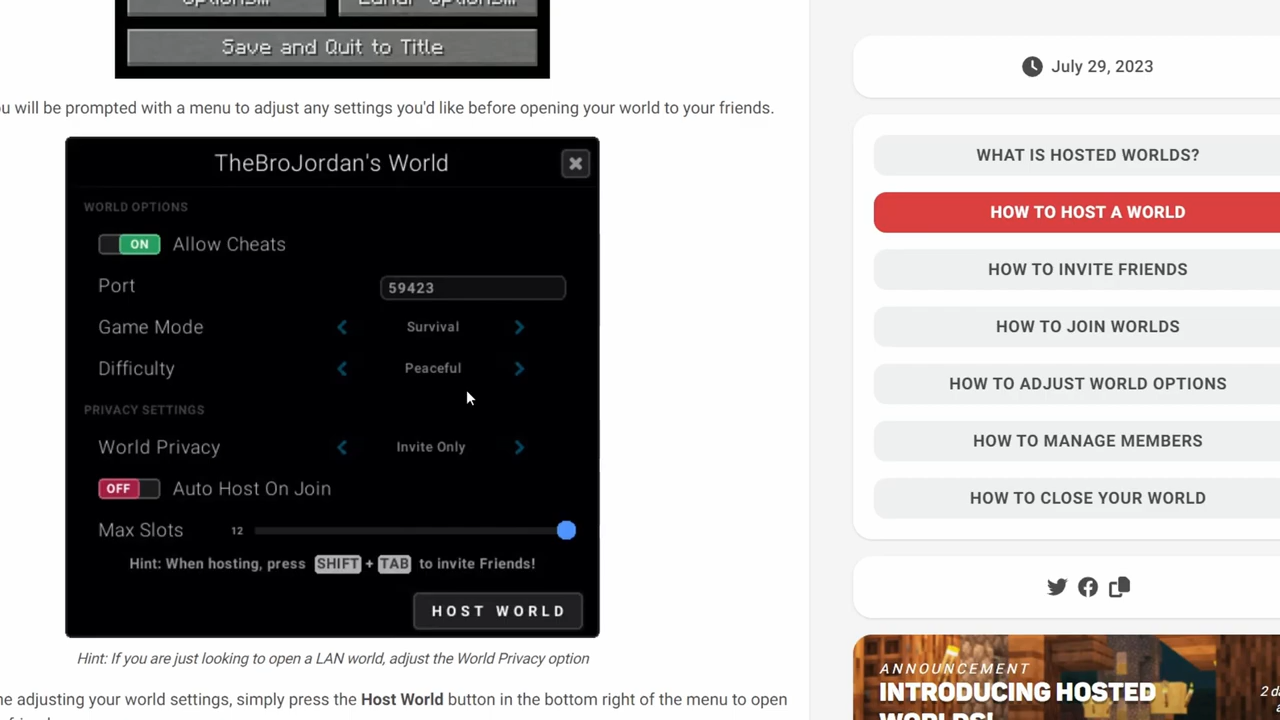 Options... Lunar Options...
Save and Quit to Title
u will be prompted with a menu to adjust any settings you'd like before opening your world to your friends.
TheBroJordan's World
WORLD OPTIONS
ON Allow Cheats
Port 59423
Game Mode Survival
Difficulty Peaceful
PRIVACY SETTINGS
World Privacy Invite Only
OFF Auto Host On Join
Max Slots 12
Hint: When hosting, press SHIFT + TAB to invite Friends!
HOST WORLD
Hint: If you are just looking to open a LAN world, adjust the World Privacy option
ne adjusting your world settings, simply press the Host World button in the bottom right of the menu to open
July 29, 2023
WHAT IS HOSTED WORLDS?
HOW TO HOST A WORLD
HOW TO INVITE FRIENDS
HOW TO JOIN WORLDS
HOW TO ADJUST WORLD OPTIONS
HOW TO MANAGE MEMBERS
HOW TO CLOSE YOUR WORLD
ANNOUNCEMENT
INTRODUCING HOSTED
WORLDS!
2 d